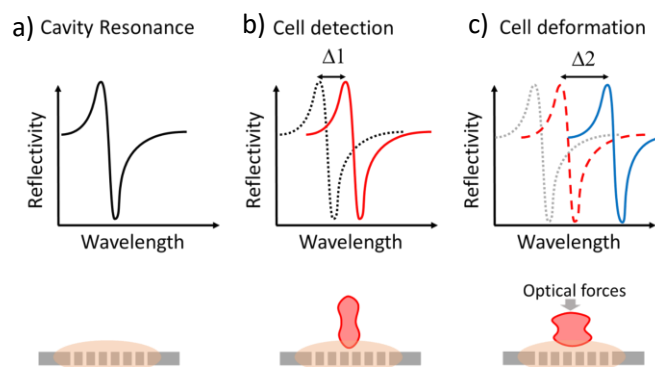 a) Cavity Resonance
Reflectivity
Wavelength
b) Cell detection
Δ1
Reflectivity
Wavelength
c) Cell deformation
Δ2
Reflectivity
Wavelength
Optical forces